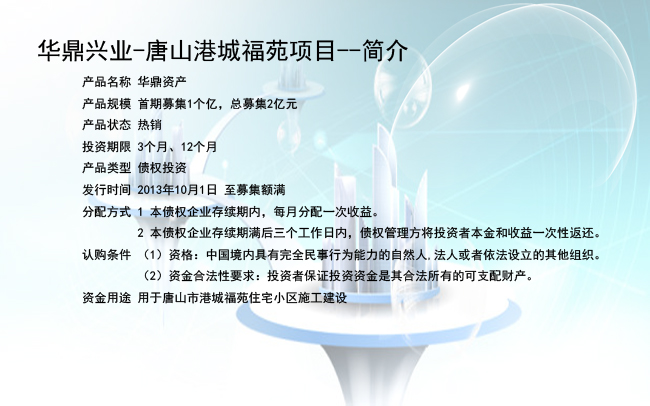 华鼎兴业-唐山港城福苑项目--简介
产品名称 华鼎资产
产品规模 首期募集1个亿，总募集2亿元
产品状态 热销
投资期限 3个月、12个月
产品类型 债权投资
发行时间 2013年10月1日 至募集额满
分配方式 1 本债权企业存续期内，每月分配一次收益。
2 本债权企业存续期满后三个工作日内，债权管理方将投资者本金和收益一次性返还。
认购条件 （1）资格：中国境内具有完全民事行为能力的自然人,法人或者依法设立的其他组织。
（2）资金合法性要求：投资者保证投资资金是其合法所有的可支配财产。
资金用途 用于唐山市港城福苑住宅小区施工建设